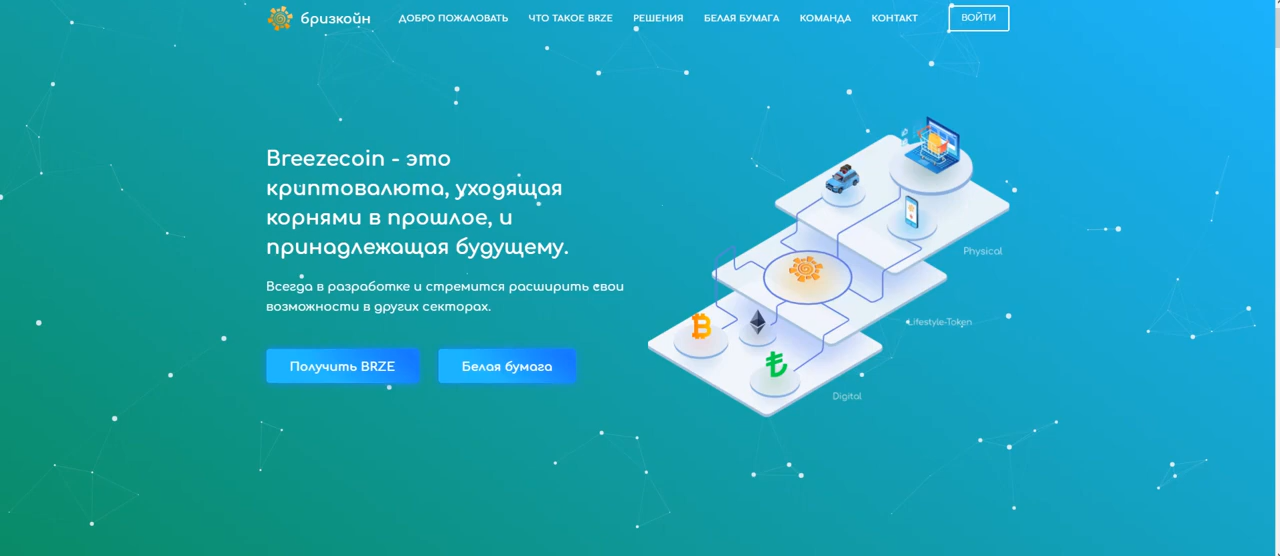 бризкойн
ДОБРО ПОЖАЛОВАТЬ
ЧТО ТАКОЕ BRZE
РЕШЕНИЯ
БЕЛАЯ БУМАГА
КОМАНДА
КОНТАКТ
ВОЙТИ
Breezecoin - это
криптовалюта, уходящая
корнями в прошлое, и
принадлежащая будущему.
Всегда в разработке и стремится расширить свои
возможности в других секторах.
Получить BRZE
Белая бумага
Physical
Lifestyle-Token
Digital